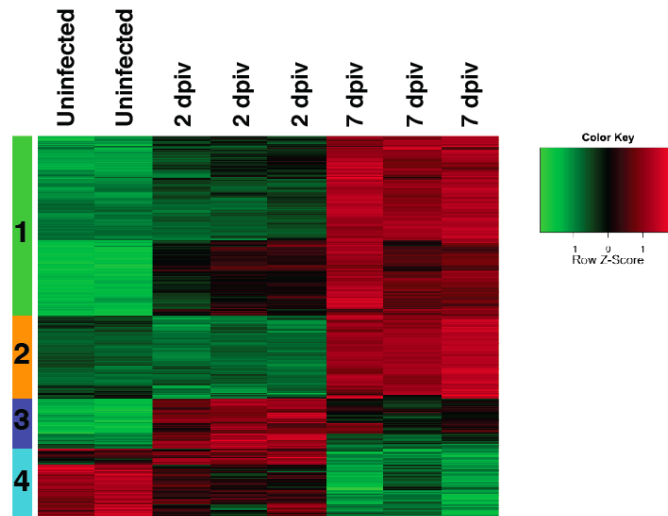 Uninfected
Uninfected
2 dpiv
2 dpiv
2 dpiv
7 dpiv
7 dpiv
7 dpiv
Color Key
1 0 1
Row Z-Score
1
2
3
4